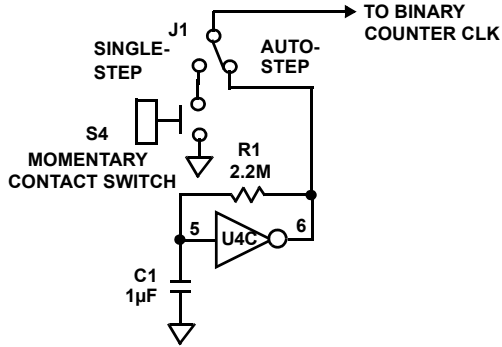 TO BINARY
COUNTER CLK
J1
SINGLE-
STEP
AUTO-
STEP
S4
MOMENTARY
CONTACT SWITCH
R1
2.2M
5
U4C
6
C1
1µF